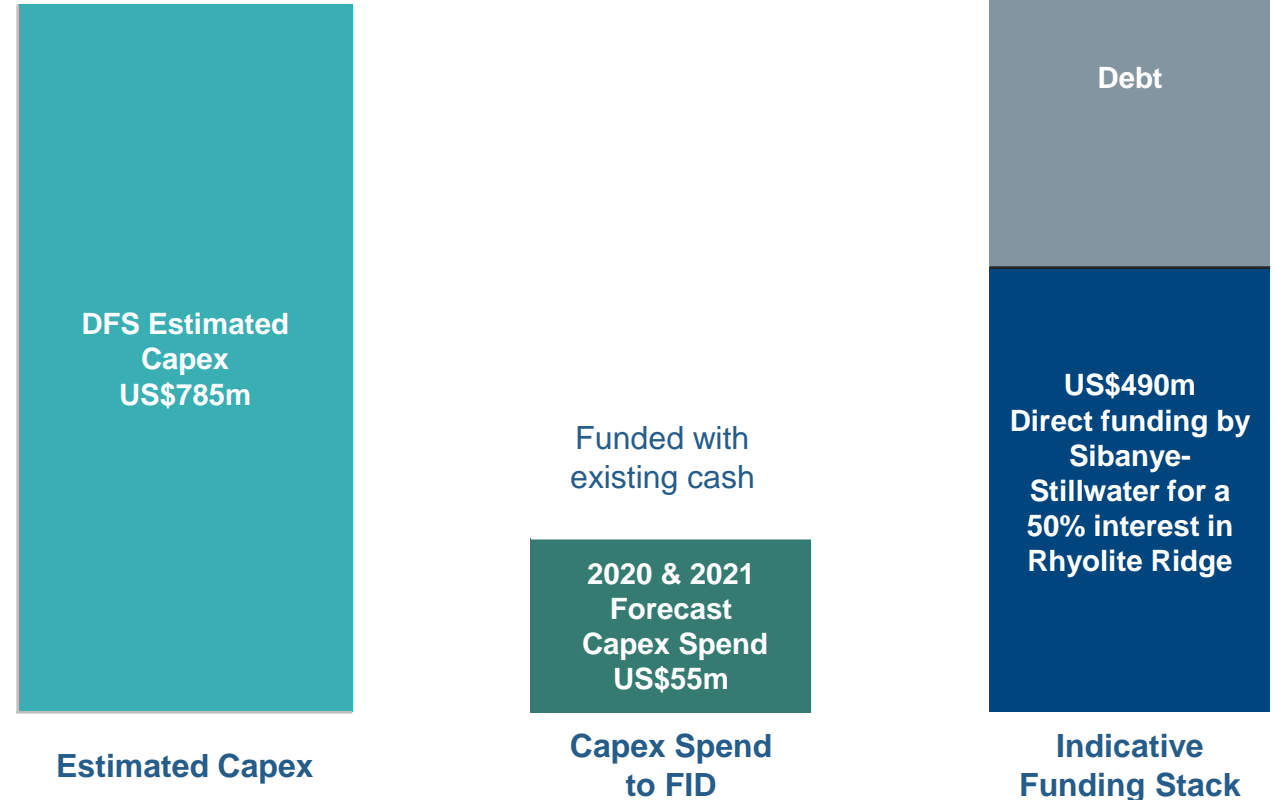 DFS Estimated
Capex
US$785m
Estimated Capex
Funded with
existing cash
2020 & 2021
Forecast
Capex Spend
US$55m
Capex Spend
to FID
Debt
US$490m
Direct funding by
Sibanye-
Stillwater for a
50% interest in
Rhyolite Ridge
Indicative
Funding Stack